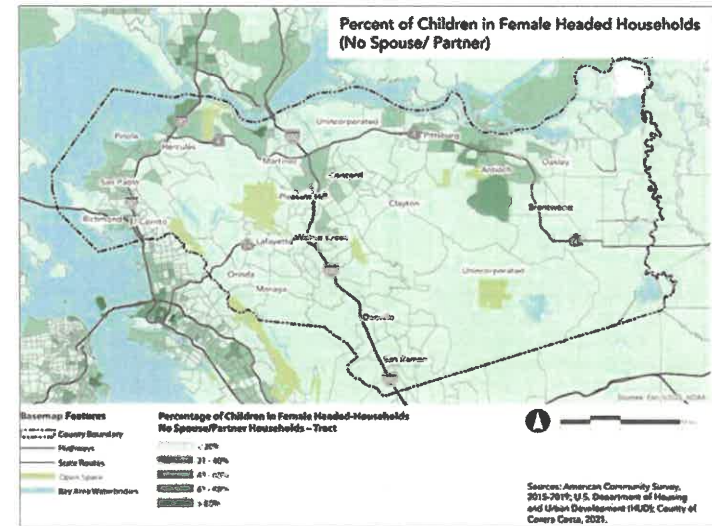 Percent of Children in Female Headed Households
(No Spouse/ Partner)
Unincorporated
Pinole
Hercules
Martinez
Pittsburg
Antioch
Oakley
Concord
San Pablo
Pleasant Hill
Clayton
Brentwood
Richmond
El Cerrito
Walnut Creek
Lafayette
Orinda
Moraga
Unincorporated
Danville
San Ramon
Basemap Features
County Boundary
Highways
State Routes
Open Space
Bay Area Waterbodies
Percentage of Children in Female Headed-Households
No Spouse/Partner Households – Tract
< 20%
21 - 40%
> 80%
Sources: American Community Survey,
2015-2019; U.S. Department of Housing
and Urban Development (HUD); County of
Contra Costa, 2021.